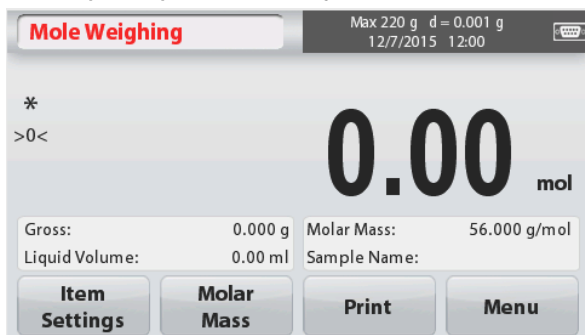 Mole Weighing
Max 220 g d = 0.001 g
12/7/2015 12:00
*
>0<
0.00 mol
Gross: 0.000 g
Liquid Volume: 0.00 ml
Molar Mass: 56.000 g/mol
Sample Name:
Item Settings
Molar Mass
Print
Menu